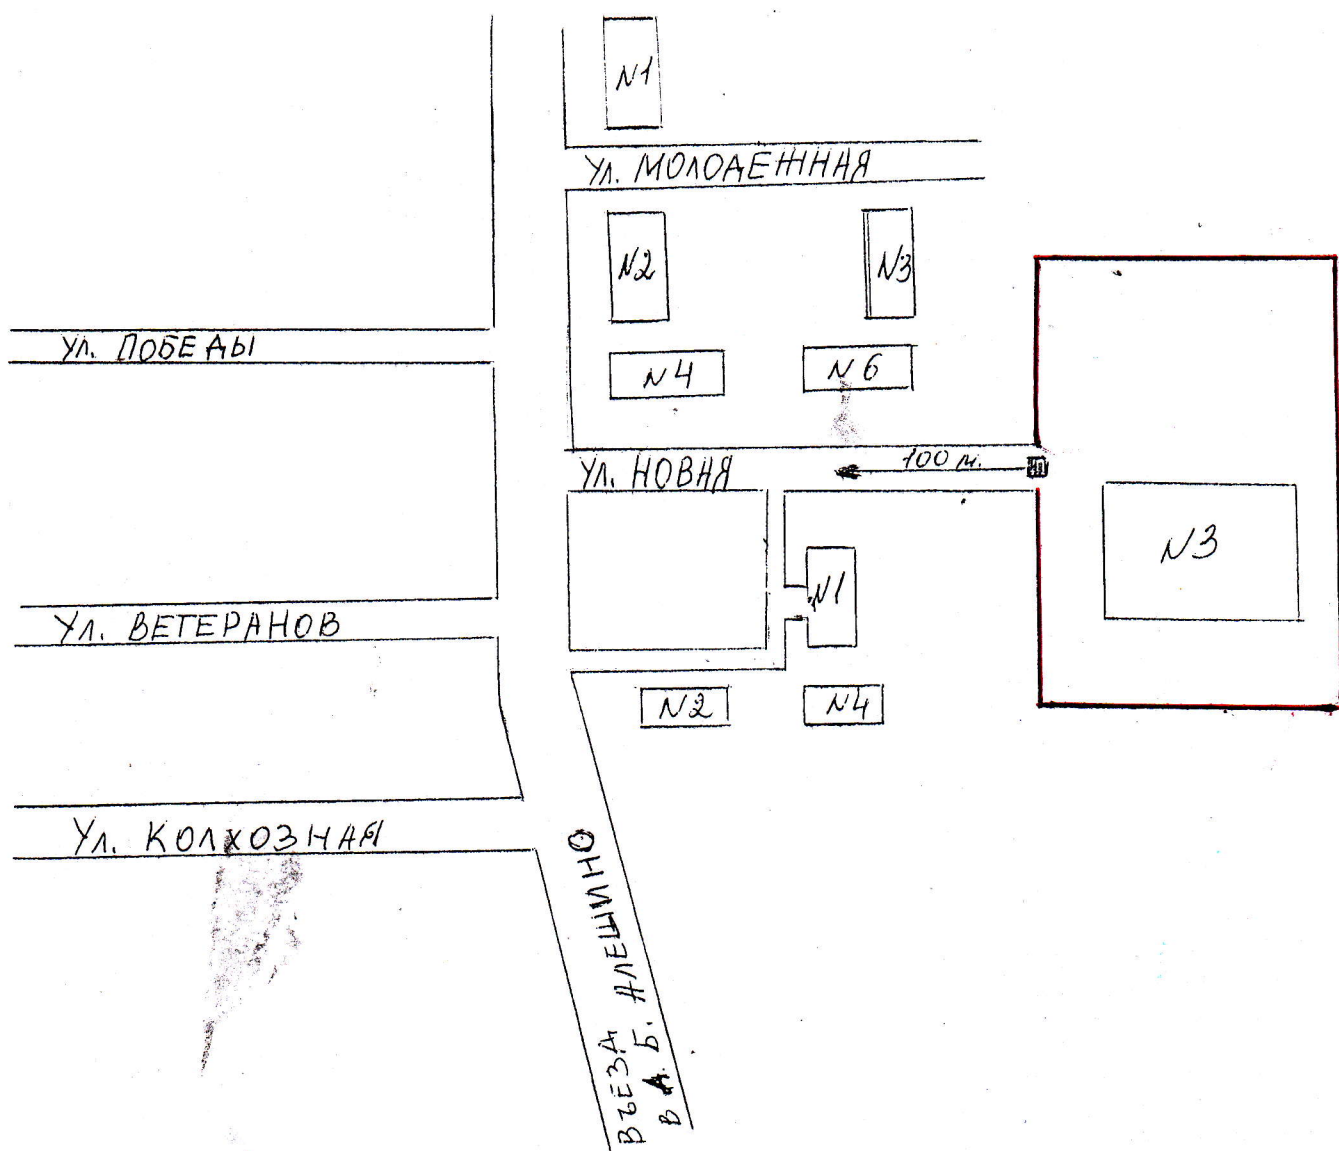 N1
УЛ. МОЛОДЕЖНАЯ
N2
N3
УЛ. ПОБЕДЫ
N4
N6
100 м.
УЛ. НОВАЯ
N3
N1
УЛ. ВЕТЕРАНОВ
N2
N4
УЛ. КОЛХОЗНАЯ
ВЪЕЗД
В Д. Б. АЛЕШИНО